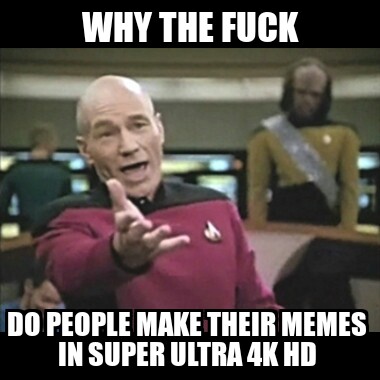 WHY THE FUCK
DO PEOPLE MAKE THEIR MEMES
IN SUPER ULTRA 4K HD